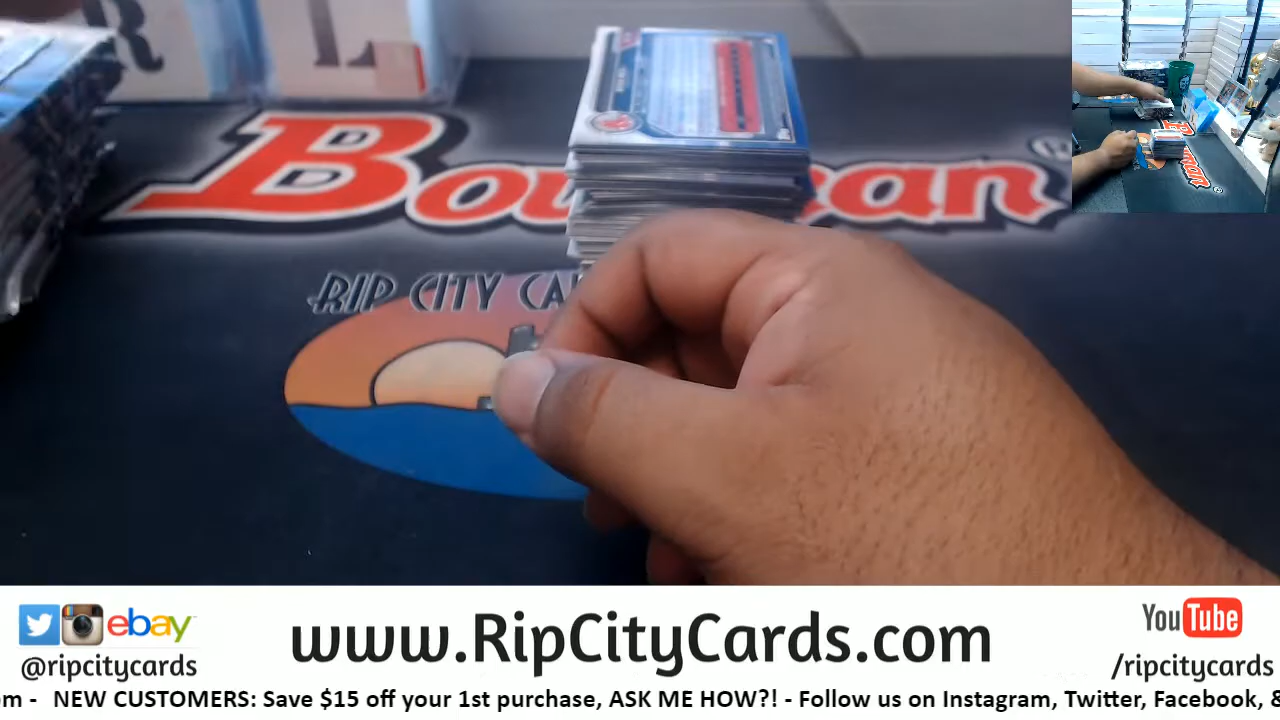 R L
BOWMAN
RIP CITY CA
ebay
@ripcitycards
www.RipCityCards.com
YouTube
/ripcitycards
m - NEW CUSTOMERS: Save $15 off your 1st purchase, ASK ME HOW?! - Follow us on Instagram, Twitter, Facebook, &